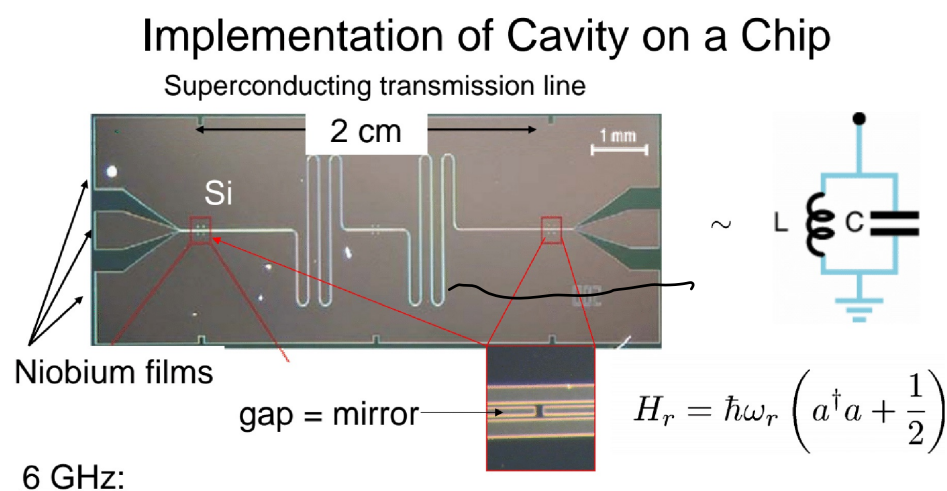 Implementation of Cavity on a Chip
Superconducting transmission line
2 cm
1 mm
Si
~
L
C
Niobium films
gap = mirror
H_r = ħω_r (a†a + 1/2)
6 GHz: